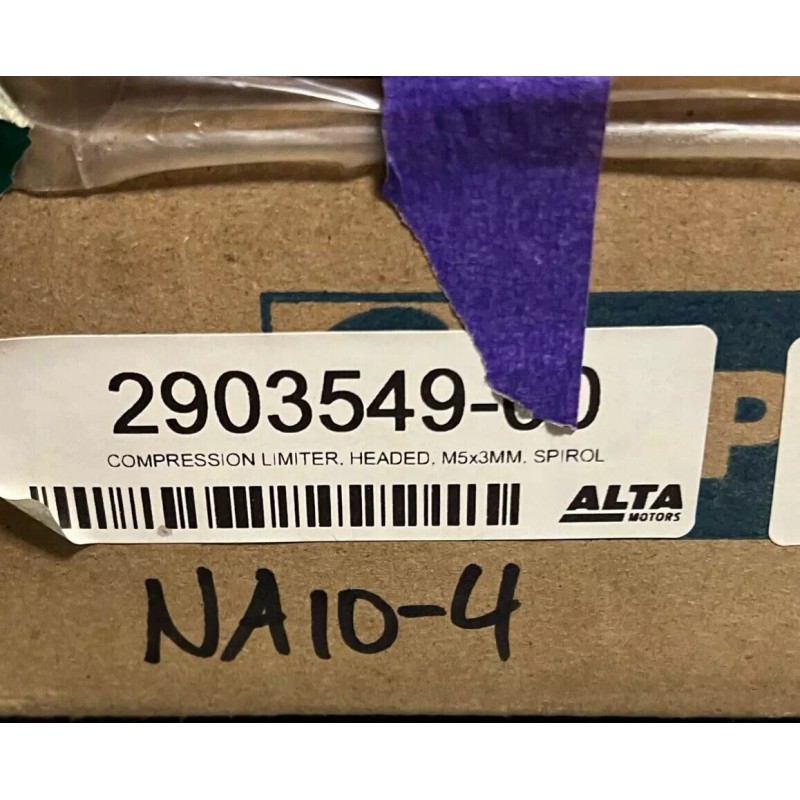 2903549-00
COMPRESSION LIMITER, HEADED, M5x3MM, SPIROL
ALTA
MOTORS
P
NA10-4